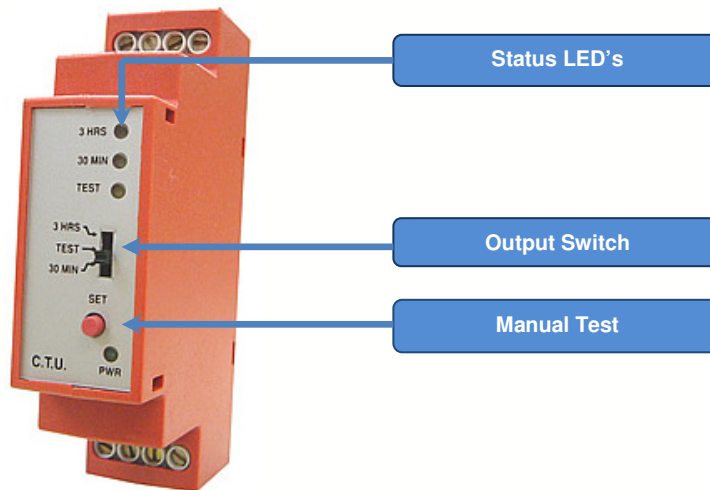 Status LED's
3 HRS
30 MIN
TEST
3 HRS
TEST
30 MIN
Output Switch
SET
Manual Test
C.T.U.
PWR